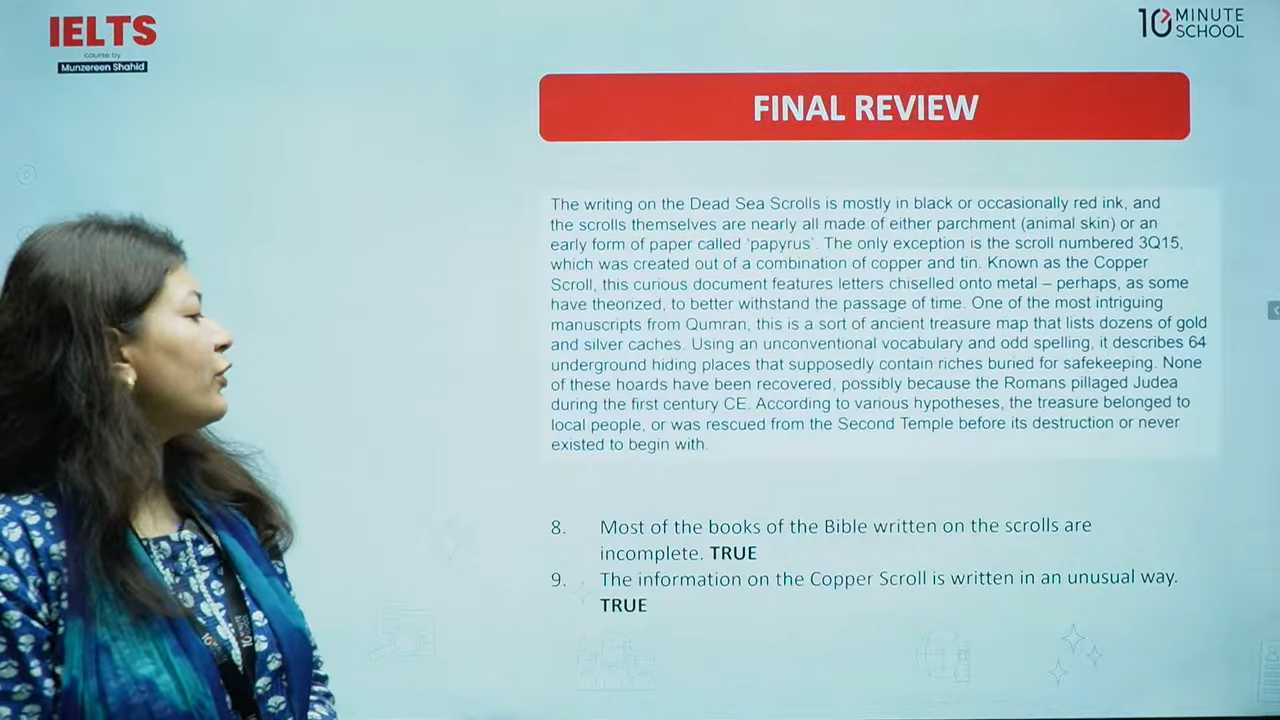 IELTS
course by
Munzereen Shahid
10 MINUTE
SCHOOL
FINAL REVIEW
The writing on the Dead Sea Scrolls is mostly in black or occasionally red ink, and
the scrolls themselves are nearly all made of either parchment (animal skin) or an
early form of paper called 'papyrus'. The only exception is the scroll numbered 3Q15,
which was created out of a combination of copper and tin. Known as the Copper
Scroll, this curious document features letters chiselled onto metal – perhaps, as some
have theorized, to better withstand the passage of time. One of the most intriguing
manuscripts from Qumran, this is a sort of ancient treasure map that lists dozens of gold
and silver caches. Using an unconventional vocabulary and odd spelling, it describes 64
underground hiding places that supposedly contain riches buried for safekeeping. None
of these hoards have been recovered, possibly because the Romans pillaged Judea
during the first century CE. According to various hypotheses, the treasure belonged to
local people, or was rescued from the Second Temple before its destruction or never
existed to begin with.
8. Most of the books of the Bible written on the scrolls are
incomplete. TRUE
9. The information on the Copper Scroll is written in an unusual way.
TRUE